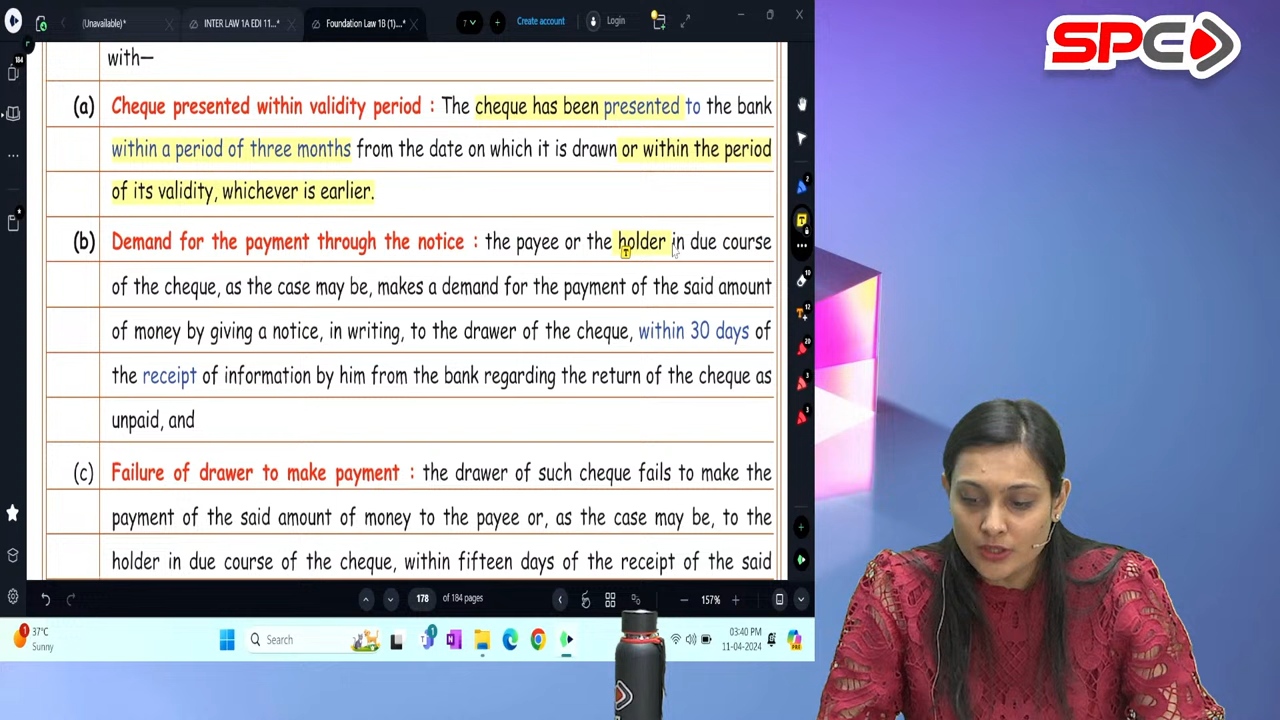 (Unavailable)*
INTER LAW 1A EDI 11...*
Foundation Law 1B (1)....*
Create account
Login
SPC
with—
(a) Cheque presented within validity period : The cheque has been presented to the bank
within a period of three months from the date on which it is drawn or within the period
of its validity, whichever is earlier.
(b) Demand for the payment through the notice : the payee or the holder in due course
of the cheque, as the case may be, makes a demand for the payment of the said amount
of money by giving a notice, in writing, to the drawer of the cheque, within 30 days of
the receipt of information by him from the bank regarding the return of the cheque as
unpaid, and
(c) Failure of drawer to make payment : the drawer of such cheque fails to make the
payment of the said amount of money to the payee or, as the case may be, to the
holder in due course of the cheque, within fifteen days of the receipt of the said
178 of 184 pages
157%
37°C
Sunny
Search
03:40 PM
11-04-2024